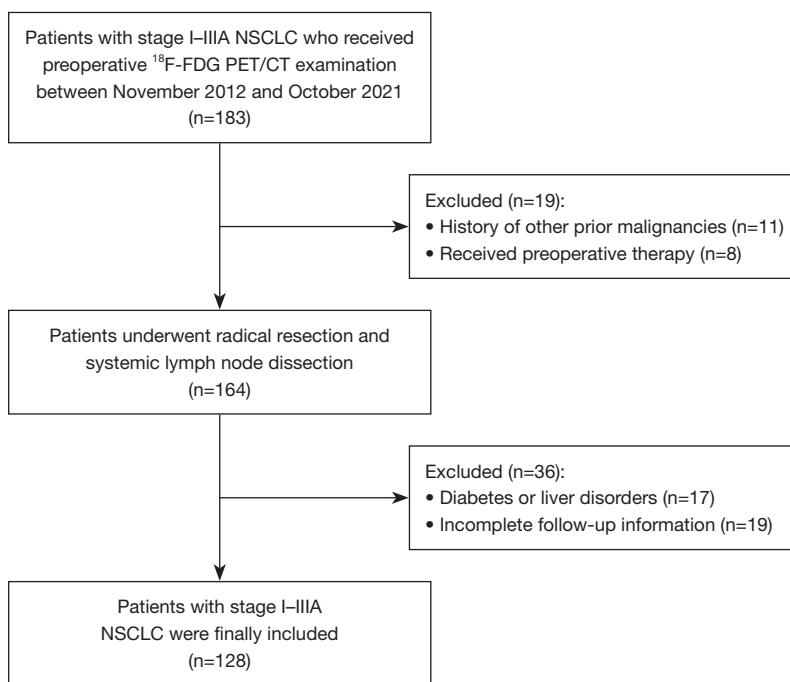 Patients with stage I–IIIA NSCLC who received
preoperative ¹⁸F-FDG PET/CT examination
between November 2012 and October 2021
(n=183)
Excluded (n=19):
• History of other prior malignancies (n=11)
• Received preoperative therapy (n=8)
Patients underwent radical resection and
systemic lymph node dissection
(n=164)
Excluded (n=36):
• Diabetes or liver disorders (n=17)
• Incomplete follow-up information (n=19)
Patients with stage I–IIIA
NSCLC were finally included
(n=128)